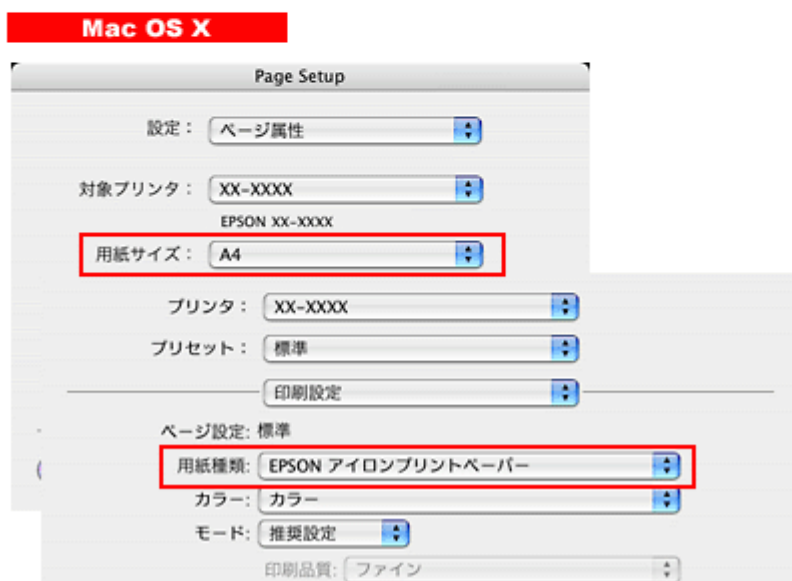 Mac OS X
Page Setup
設定： ページ属性
対象プリンタ： XX-XXXX
EPSON XX-XXXX
用紙サイズ： A4
プリンタ： XX-XXXX
プリセット： 標準
印刷設定
ページ設定: 標準
用紙種類: EPSON アイロンプリントペーパー
カラー: カラー
モード: 推奨設定
印刷品質: ファイン